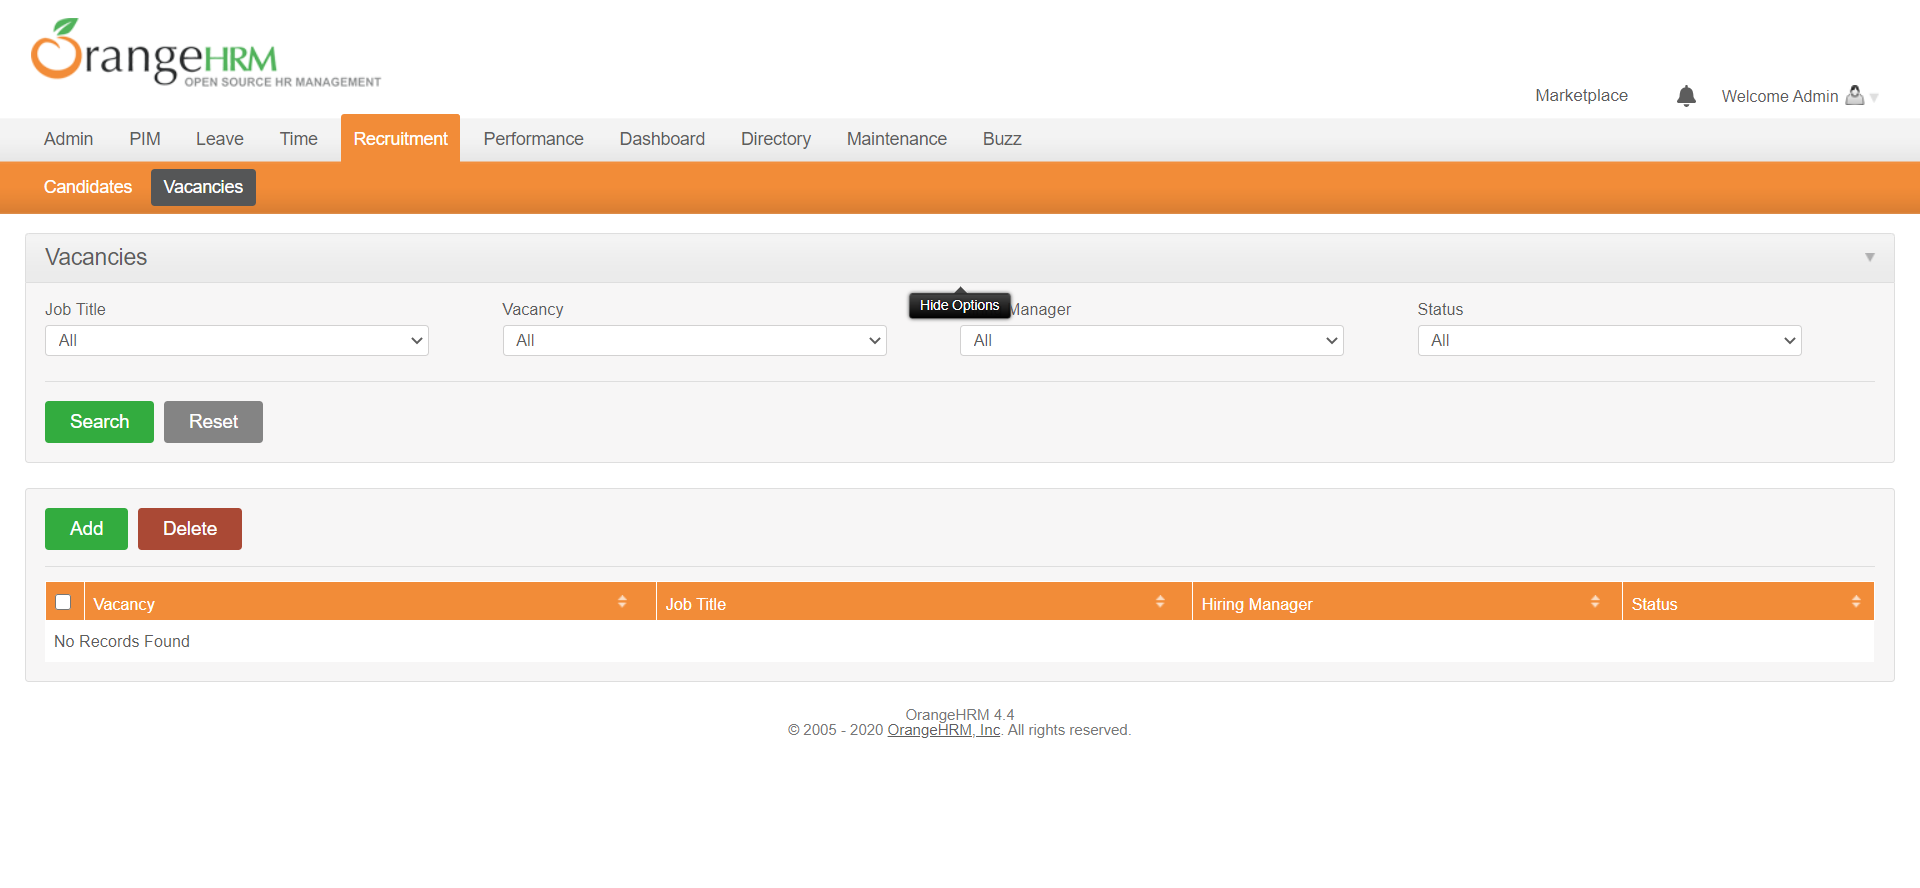 OrangeHRM
OPEN SOURCE HR MANAGEMENT
Marketplace
Welcome Admin
Admin PIM Leave Time Recruitment Performance Dashboard Directory Maintenance Buzz
Candidates Vacancies
Vacancies
Job Title Vacancy Hide Options Manager Status
All All All All
Search Reset
Add Delete
Vacancy Job Title Hiring Manager Status
No Records Found
OrangeHRM 4.4
© 2005 - 2020 OrangeHRM, Inc. All rights reserved.